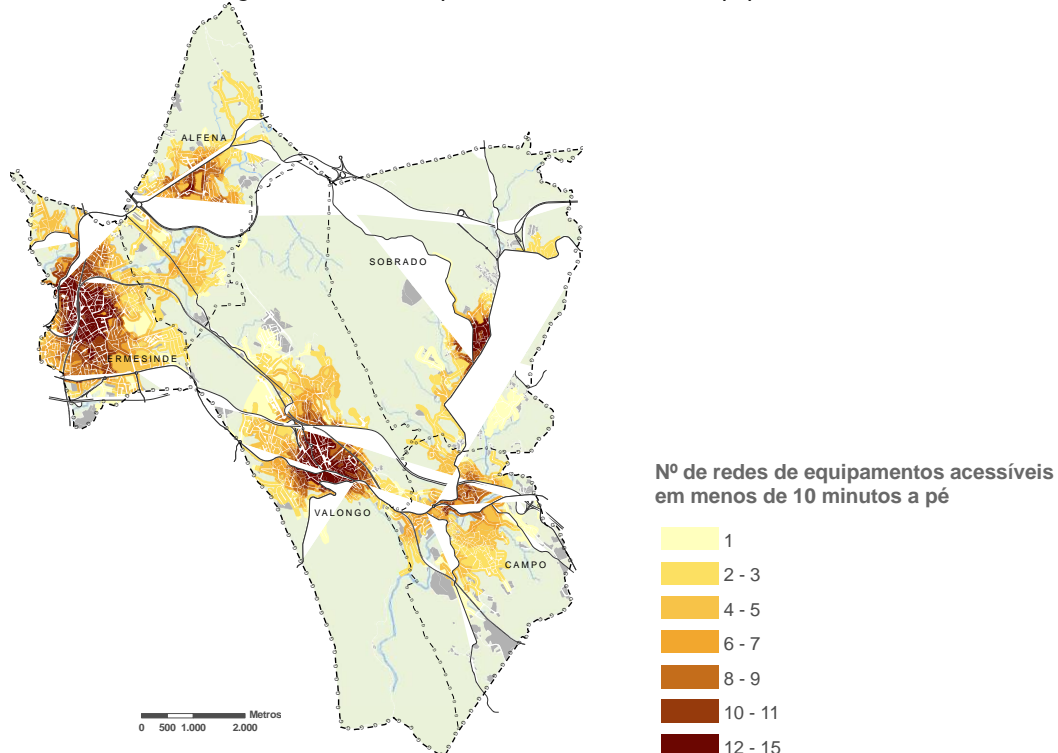 ALFENA
SOBRADO
ERMESINDE
VALONGO
CAMPO
Nº de redes de equipamentos acessíveis
em menos de 10 minutos a pé
1
2 - 3
4 - 5
6 - 7
8 - 9
10 - 11
12 - 15
Metros
0 500 1.000 2.000